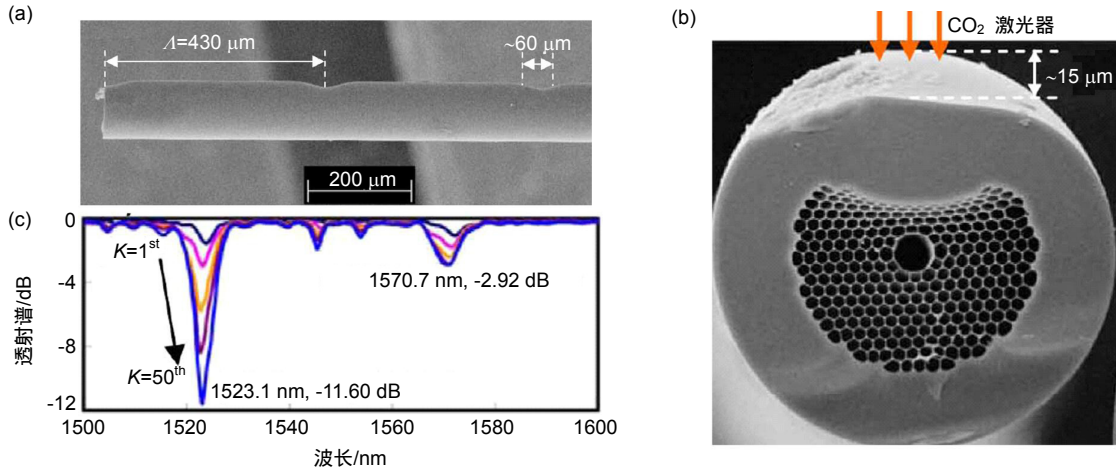 (a)
Λ=430 μm
~60 μm
200 μm
(b)
CO2 激光器
~15 μm
(c)
透射谱/dB
0
-4
-8
-12
K=1st
K=50th
1523.1 nm, -11.60 dB
1570.7 nm, -2.92 dB
1500
1520
1540
1560
1580
1600
波长/nm